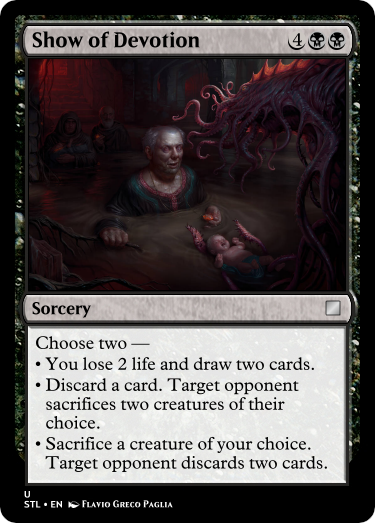 Show of Devotion 4
Sorcery
Choose two —
• You lose 2 life and draw two cards.
• Discard a card. Target opponent
sacrifices two creatures of their
choice.
• Sacrifice a creature of your choice.
Target opponent discards two cards.
U
STL • EN Flavio Greco Paglia